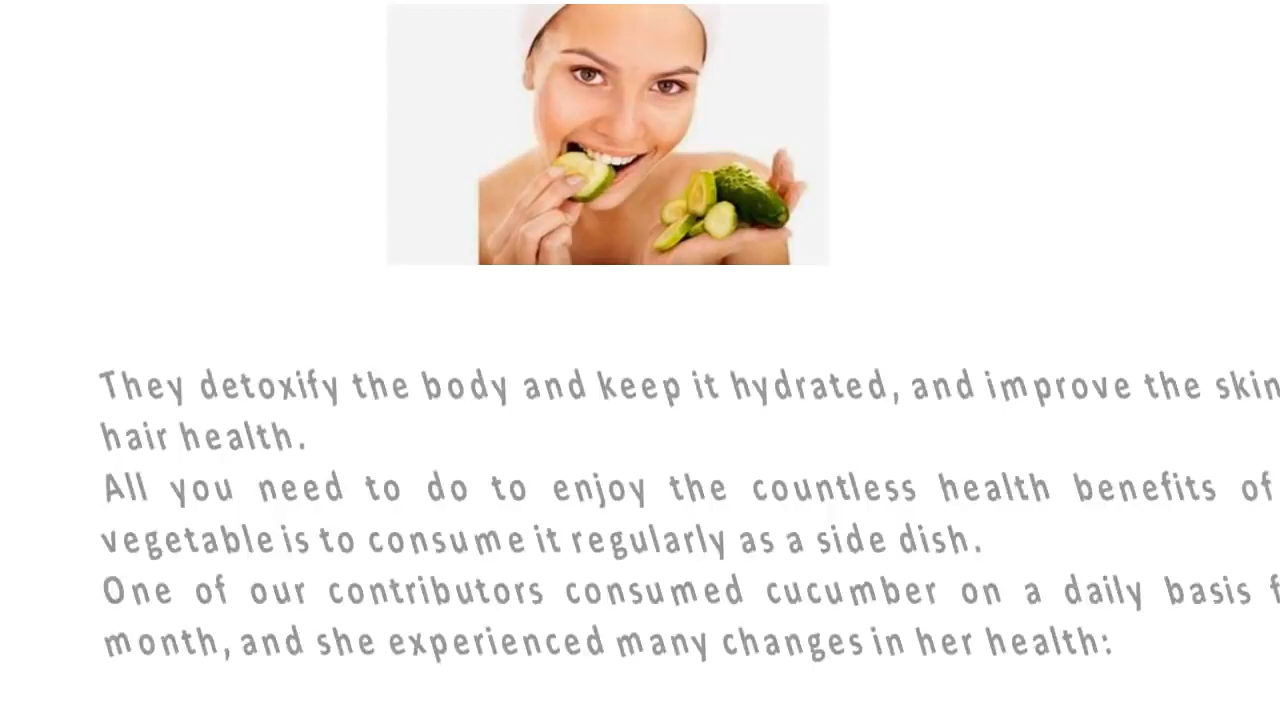 They detoxify the body and keep it hydrated, and improve the skin
hair health.
All you need to do to enjoy the countless health benefits of
vegetable is to consume it regularly as a side dish.
One of our contributors consumed cucumber on a daily basis
month, and she experienced many changes in her health: